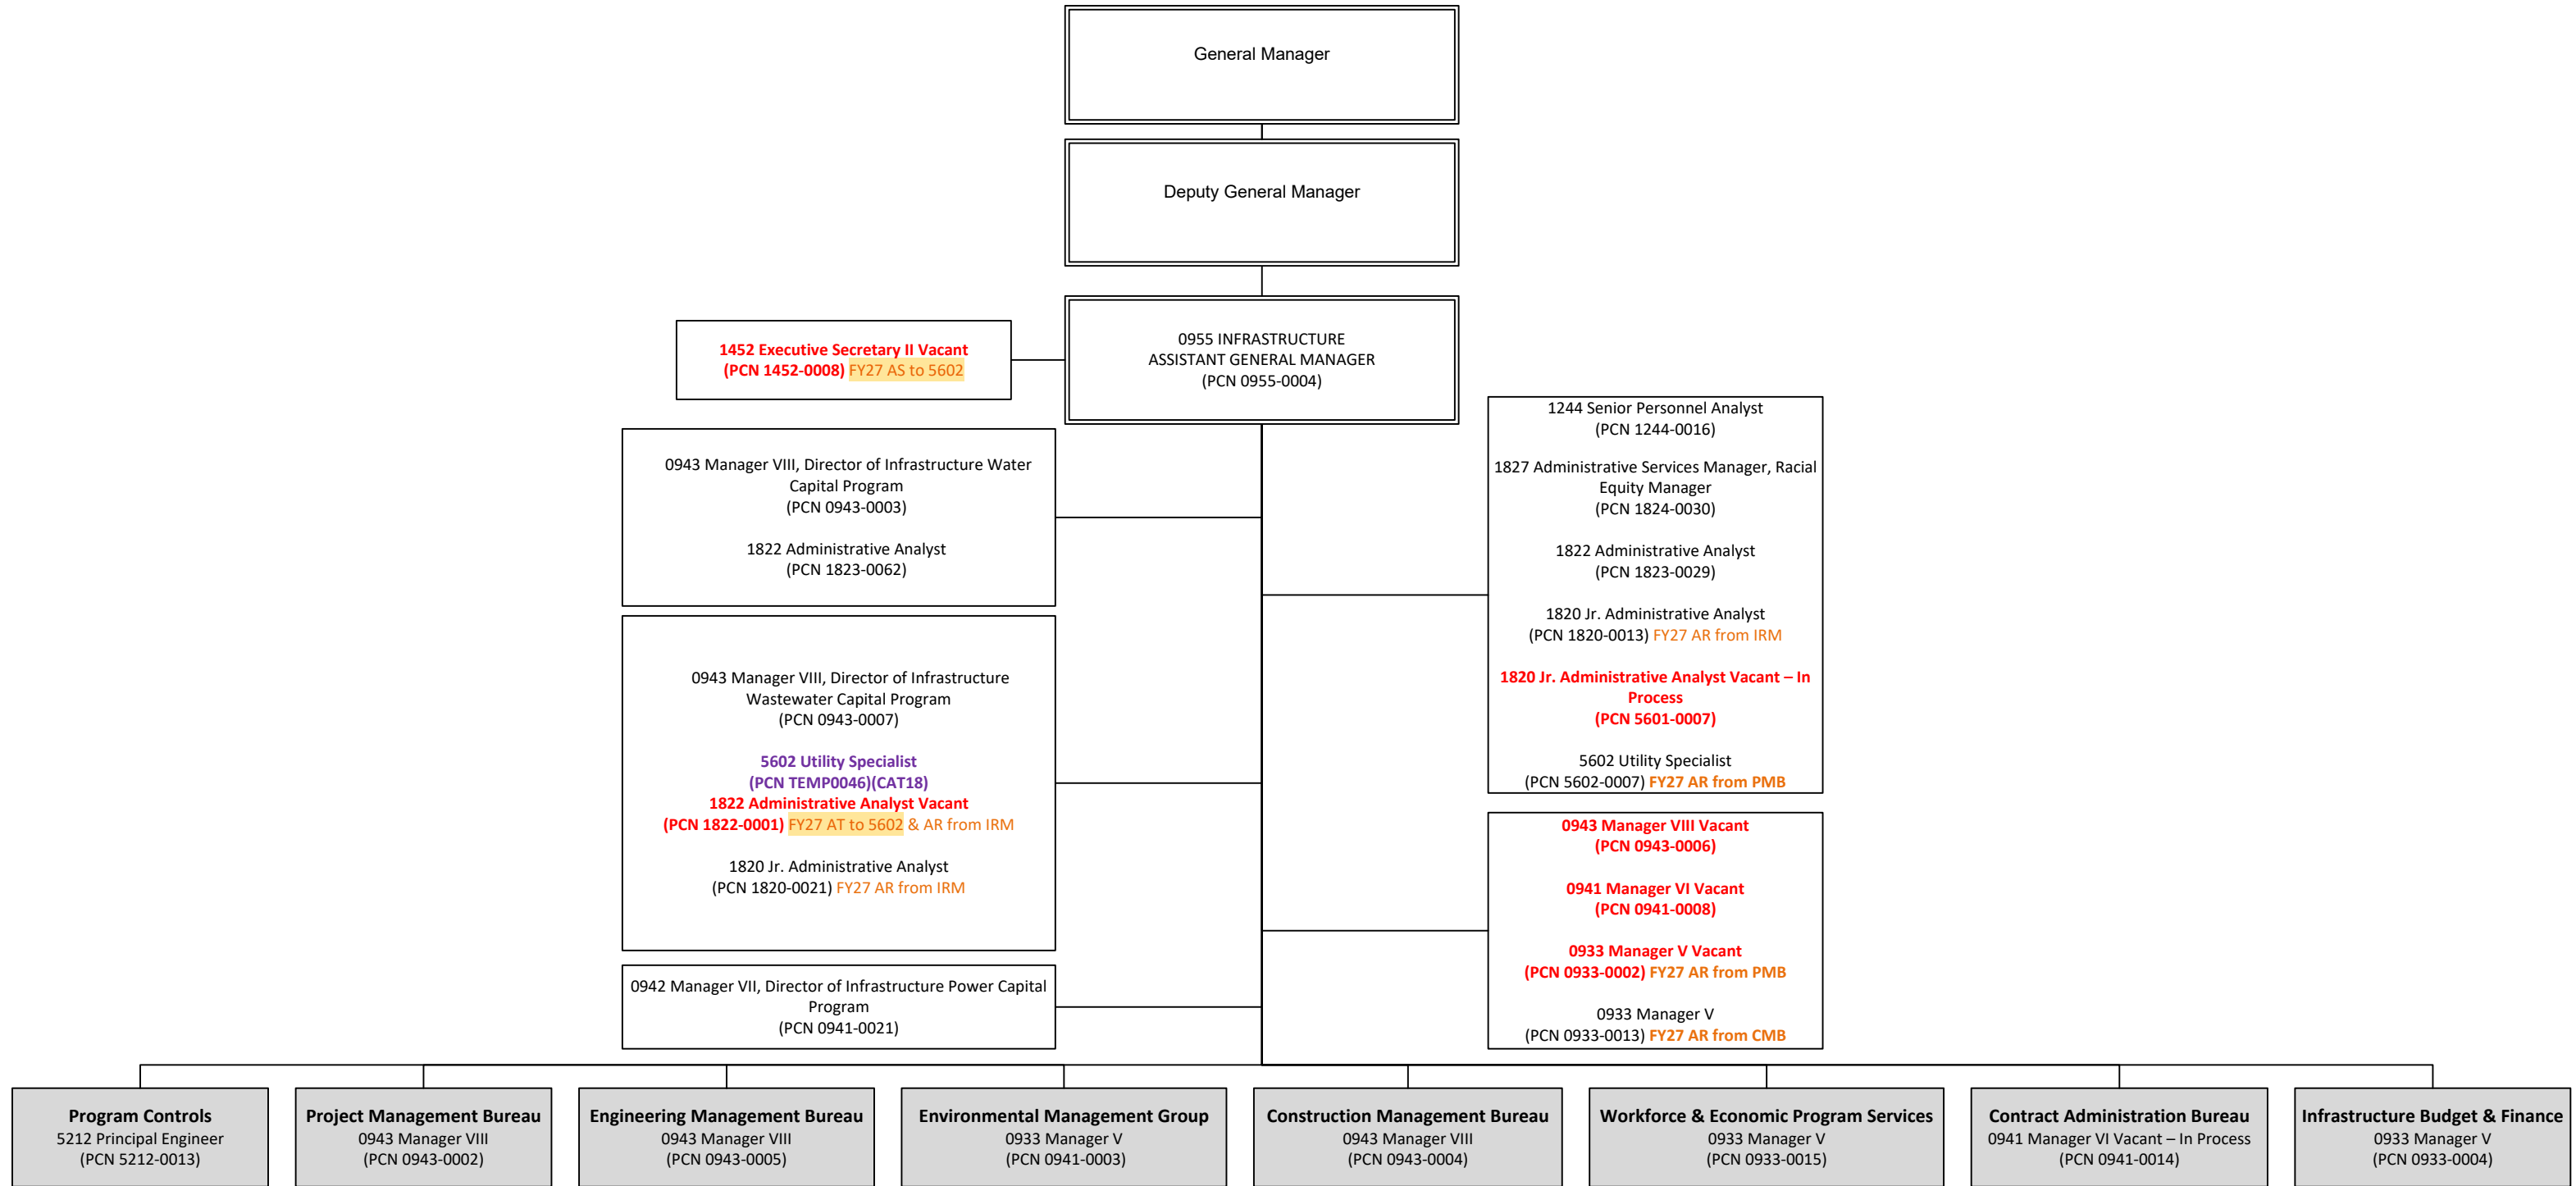 General Manager
Deputy General Manager
0955 INFRASTRUCTURE
ASSISTANT GENERAL MANAGER
(PCN 0955-0004)
1452 Executive Secretary II Vacant
(PCN 1452-0008) FY27 AS to 5602
0943 Manager VIII, Director of Infrastructure Water
Capital Program
(PCN 0943-0003)
1822 Administrative Analyst
(PCN 1823-0062)
0943 Manager VIII, Director of Infrastructure
Wastewater Capital Program
(PCN 0943-0007)
5602 Utility Specialist
(PCN TEMP0046)(CAT18)
1822 Administrative Analyst Vacant
(PCN 1822-0001) FY27 AT to 5602 & AR from IRM
1820 Jr. Administrative Analyst
(PCN 1820-0021) FY27 AR from IRM
0942 Manager VII, Director of Infrastructure Power Capital
Program
(PCN 0941-0021)
1244 Senior Personnel Analyst
(PCN 1244-0016)
1827 Administrative Services Manager, Racial
Equity Manager
(PCN 1824-0030)
1822 Administrative Analyst
(PCN 1823-0029)
1820 Jr. Administrative Analyst
(PCN 1820-0013) FY27 AR from IRM
1820 Jr. Administrative Analyst Vacant – In
Process
(PCN 5601-0007)
5602 Utility Specialist
(PCN 5602-0007) FY27 AR from PMB
0943 Manager VIII Vacant
(PCN 0943-0006)
0941 Manager VI Vacant
(PCN 0941-0008)
0933 Manager V Vacant
(PCN 0933-0002) FY27 AR from PMB
0933 Manager V
(PCN 0933-0013) FY27 AR from CMB
Program Controls
5212 Principal Engineer
(PCN 5212-0013)
Project Management Bureau
0943 Manager VIII
(PCN 0943-0002)
Engineering Management Bureau
0943 Manager VIII
(PCN 0943-0005)
Environmental Management Group
0933 Manager V
(PCN 0941-0003)
Construction Management Bureau
0943 Manager VIII
(PCN 0943-0004)
Workforce & Economic Program Services
0933 Manager V
(PCN 0933-0015)
Contract Administration Bureau
0941 Manager VI Vacant – In Process
(PCN 0941-0014)
Infrastructure Budget & Finance
0933 Manager V
(PCN 0933-0004)